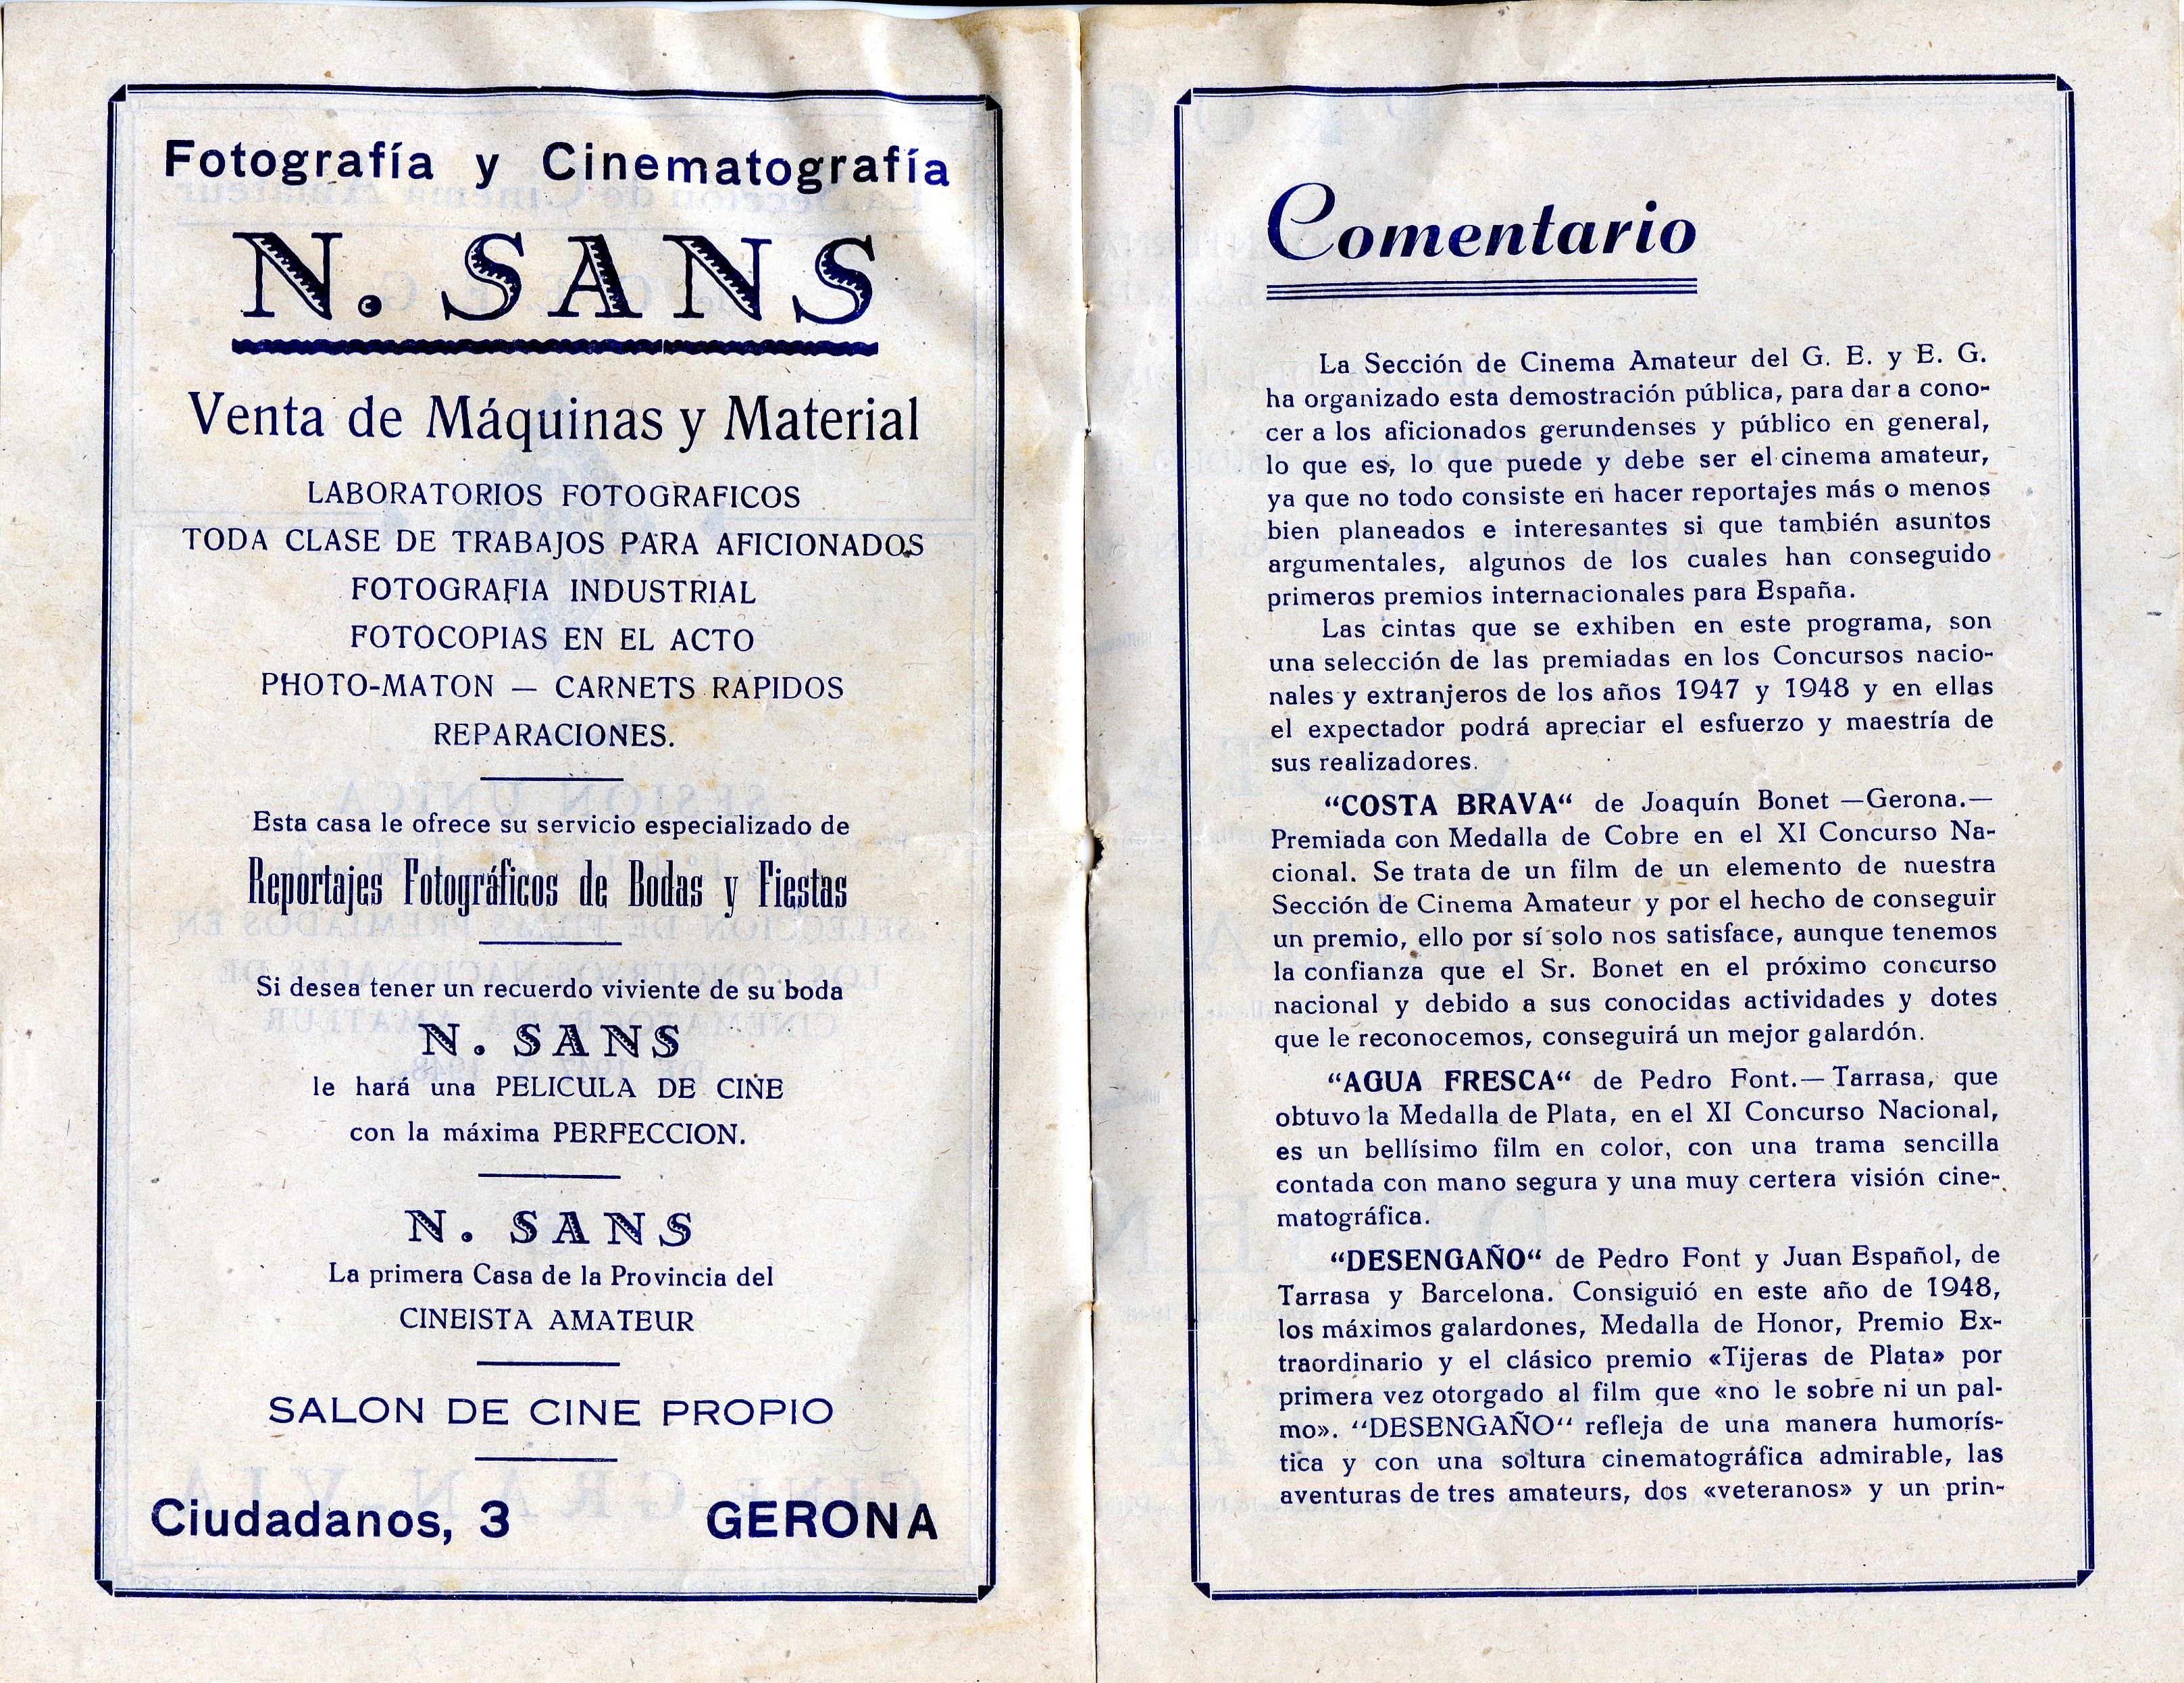 Fotografía y Cinematografía
N. SANS
Venta de Máquinas y Material
LABORATORIOS FOTOGRAFICOS
TODA CLASE DE TRABAJOS PARA AFICIONADOS
FOTOGRAFIA INDUSTRIAL
FOTOCOPIAS EN EL ACTO
PHOTO-MATON — CARNETS RAPIDOS
REPARACIONES.
Esta casa le ofrece su servicio especializado de
Reportajes Fotográficos de Bodas y Fiestas
Si desea tener un recuerdo viviente de su boda
N. SANS
le hará una PELICULA DE CINE
con la máxima PERFECCION.
N. SANS
La primera Casa de la Provincia del
CINEISTA AMATEUR
SALON DE CINE PROPIO
Ciudadanos, 3 GERONA
Comentario
La Sección de Cinema Amateur del G. E. y E. G.
ha organizado esta demostración pública, para dar a cono-
cer a los aficionados gerundenses y público en general,
lo que es, lo que puede y debe ser el cinema amateur,
ya que no todo consiste en hacer reportajes más o menos
bien planeados e interesantes si que también asuntos
argumentales, algunos de los cuales han conseguido
primeros premios internacionales para España.
Las cintas que se exhiben en este programa, son
una selección de las premiadas en los Concursos nacio-
nales y extranjeros de los años 1947 y 1948 y en ellas
el expectador podrá apreciar el esfuerzo y maestría de
sus realizadores.
“COSTA BRAVA“ de Joaquín Bonet —Gerona.—
Premiada con Medalla de Cobre en el XI Concurso Na-
cional. Se trata de un film de un elemento de nuestra
Sección de Cinema Amateur y por el hecho de conseguir
un premio, ello por sí solo nos satisface, aunque tenemos
la confianza que el Sr. Bonet en el próximo concurso
nacional y debido a sus conocidas actividades y dotes
que le reconocemos, conseguirá un mejor galardón.
“AGUA FRESCA“ de Pedro Font.— Tarrasa, que
obtuvo la Medalla de Plata, en el XI Concurso Nacional,
es un bellísimo film en color, con una trama sencilla
contada con mano segura y una muy certera visión cine-
matográfica.
“DESENGAÑO“ de Pedro Font y Juan Español, de
Tarrasa y Barcelona. Consiguió en este año de 1948,
los máximos galardones, Medalla de Honor, Premio Ex-
traordinario y el clásico premio «Tijeras de Plata» por
primera vez otorgado al film que «no le sobre ni un pal-
mo». “DESENGAÑO“ refleja de una manera humorís-
tica y con una soltura cinematográfica admirable, las
aventuras de tres amateurs, dos «veteranos» y un prin-